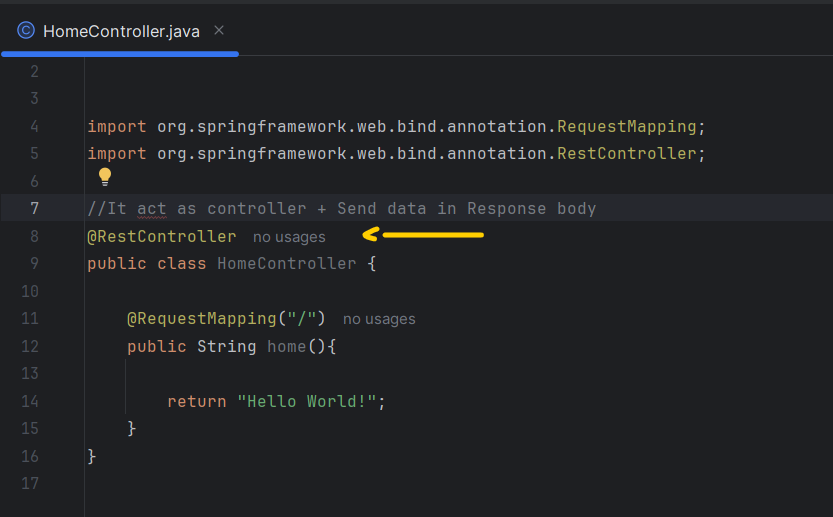 HomeController.java
2
3
4 import org.springframework.web.bind.annotation.RequestMapping;
5 import org.springframework.web.bind.annotation.RestController;
6
7 //It act as controller + Send data in Response body
8 @RestController no usages
9 public class HomeController {
10
11 @RequestMapping("/") no usages
12 public String home(){
13
14 return "Hello World!";
15 }
16 }
17